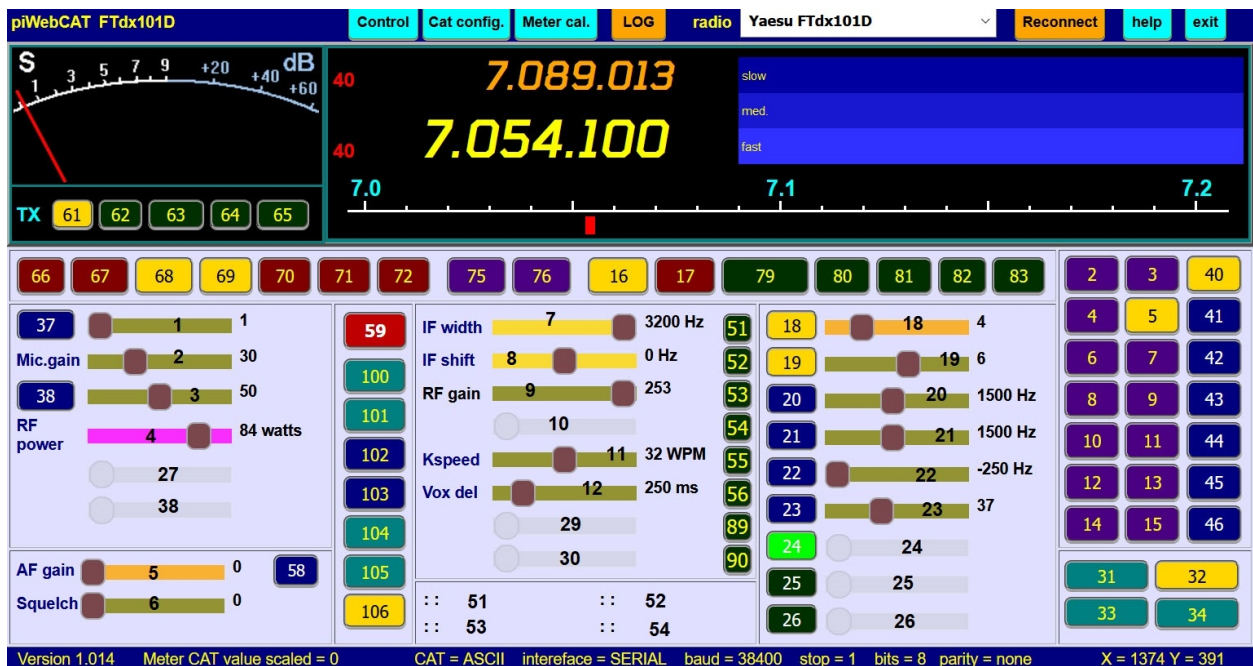 piWebCAT FTdx101D Control Cat config. Meter cal. LOG radio Yaesu FTdx101D Reconnect help exit
S 1 3 5 7 9 +20 +40 +60 dB
40 7.089.013
40 7.054.100
slow
med.
fast
7.0 7.1 7.2
TX 61 62 63 64 65
66 67 68 69 70 71 72 75 76 16 17 79 80 81 82 83
37 1 1
Mic.gain 2 30
38 3 50
RF power 4 84 watts
27
38
AF gain 5 0 58
Squelch 6 0
59
100
101
102
103
104
105
106
IF width 7 3200 Hz
IF shift 8 0 Hz
RF gain 9 253
10
Kspeed 11 32 WPM
Vox del 12 250 ms
29
30
51
52
53
54
55
56
89
90
:: 51 :: 52
:: 53 :: 54
18 18 4
19 19 6
20 20 1500 Hz
21 21 1500 Hz
22 22 -250 Hz
23 23 37
24 24
25 25
26 26
2 3 40
4 5 41
6 7 42
8 9 43
10 11 44
12 13 45
14 15 46
31 32
33 34
Version 1.014 Meter CAT value scaled = 0 CAT = ASCII intereface = SERIAL baud = 38400 stop = 1 bits = 8 parity = none X = 1374 Y = 391